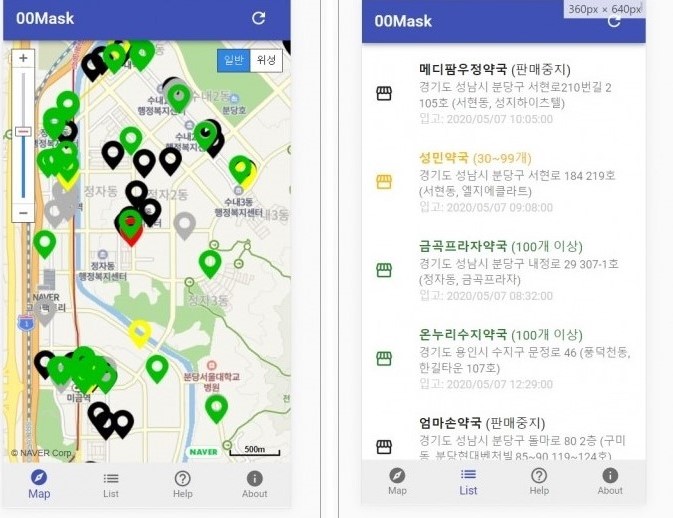 00Mask
일반 위성
수내2동
행정복지센터
수내2동
분당호
수내3동
행정복지센터
수내3동
정자동
정자2동
정자동
행정복지센터
정자3동
NAVER
분당서울대학교
병원
미금역
© NAVER Corp.
NAVER
500m
Map List Help About
360px × 640px
00Mask
메디팜우정약국 (판매중지)
경기도 성남시 분당구 서현로210번길 2
105호 (서현동, 성지하이츠텔)
입고: 2020/05/07 10:05:00
성민약국 (30~99개)
경기도 성남시 분당구 서현로 184 219호
(서현동, 엘지에클라트)
입고: 2020/05/07 09:08:00
금곡프라자약국 (100개 이상)
경기도 성남시 분당구 내정로 29 307-1호
(정자동, 금곡프라자)
입고: 2020/05/07 08:32:00
온누리수지약국 (100개 이상)
경기도 용인시 수지구 문정로 46 (풍덕천동,
한길타운 107호)
입고: 2020/05/07 12:29:00
엄마손약국 (판매중지)
경기도 성남시 분당구 돌마로 80 2층 (구미
동, 분당현대벤처빌 85~90,119~124호)
Map List Help About